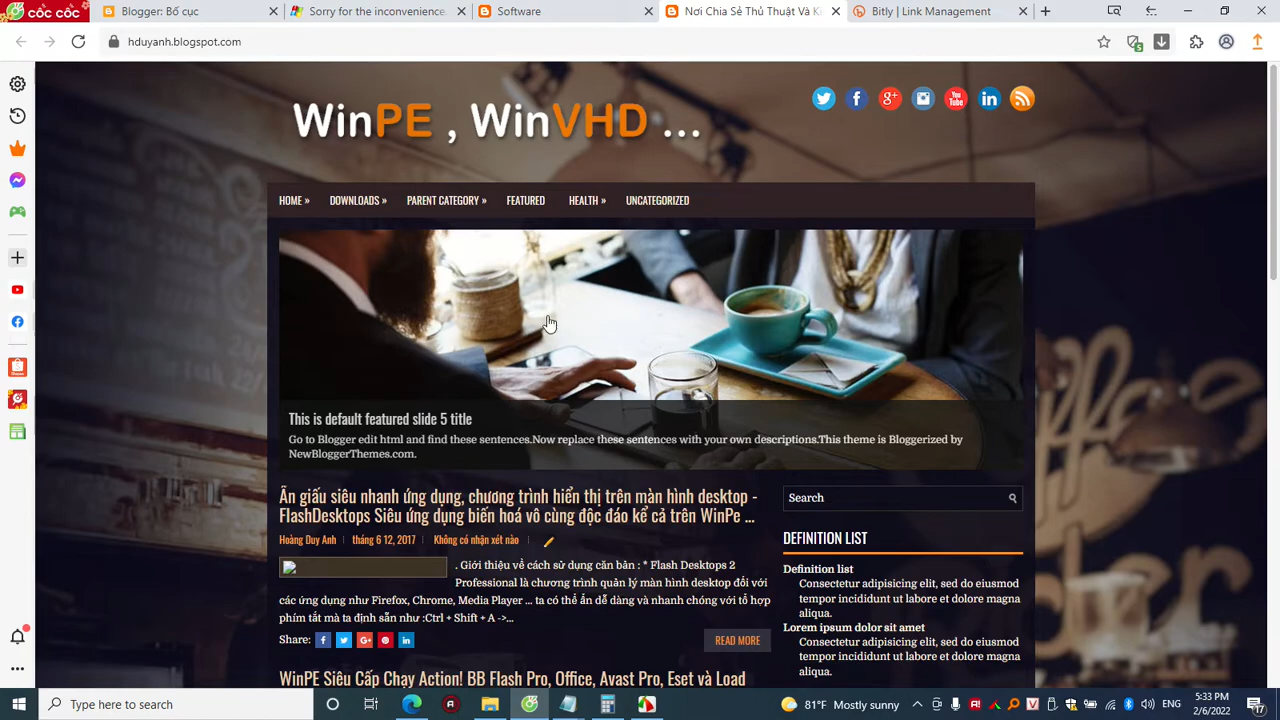 CỐC CỐC
Blogger: Bố cục
Sorry for the inconvenience.
Software
Nơi Chia Sẻ Thủ Thuật Và Ki
Bitly | Link Management
hduyanh.blogspot.com
WinPE , WinVHD ...
HOME »
DOWNLOADS »
PARENT CATEGORY »
FEATURED
HEALTH »
UNCATEGORIZED
This is default featured slide 5 title
Go to Blogger edit html and find these sentences.Now replace these sentences with your own descriptions.This theme is Bloggerized by
NewBloggerThemes.com.
Ẩn giấu siêu nhanh ứng dụng, chương trình hiển thị trên màn hình desktop -
FlashDesktops Siêu ứng dụng biến hoá vô cùng độc đáo kể cả trên WinPe ...
Hoàng Duy Anh
tháng 6 12, 2017
Không có nhận xét nào
. Giới thiệu về cách sử dụng căn bản : * Flash Desktops 2
Professional là chương trình quản lý màn hình desktop đối với
các ứng dụng như Firefox, Chrome, Media Player ... ta có thể ẩn dễ dàng và nhanh chóng với tổ hợp
phím tắt mà ta định sẵn như :Ctrl + Shift + A ->...
Share:
READ MORE
WinPE Siêu Cấp Chạy Action! BB Flash Pro, Office, Avast Pro, Eset và Load
Search
DEFINITION LIST
Definition list
Consectetur adipisicing elit, sed do eiusmod
tempor incididunt ut labore et dolore magna
aliqua.
Lorem ipsum dolor sit amet
Consectetur adipisicing elit, sed do eiusmod
tempor incididunt ut labore et dolore magna
aliqua.
Type here to search
81°F Mostly sunny
ENG
5:33 PM
2/6/2022
17